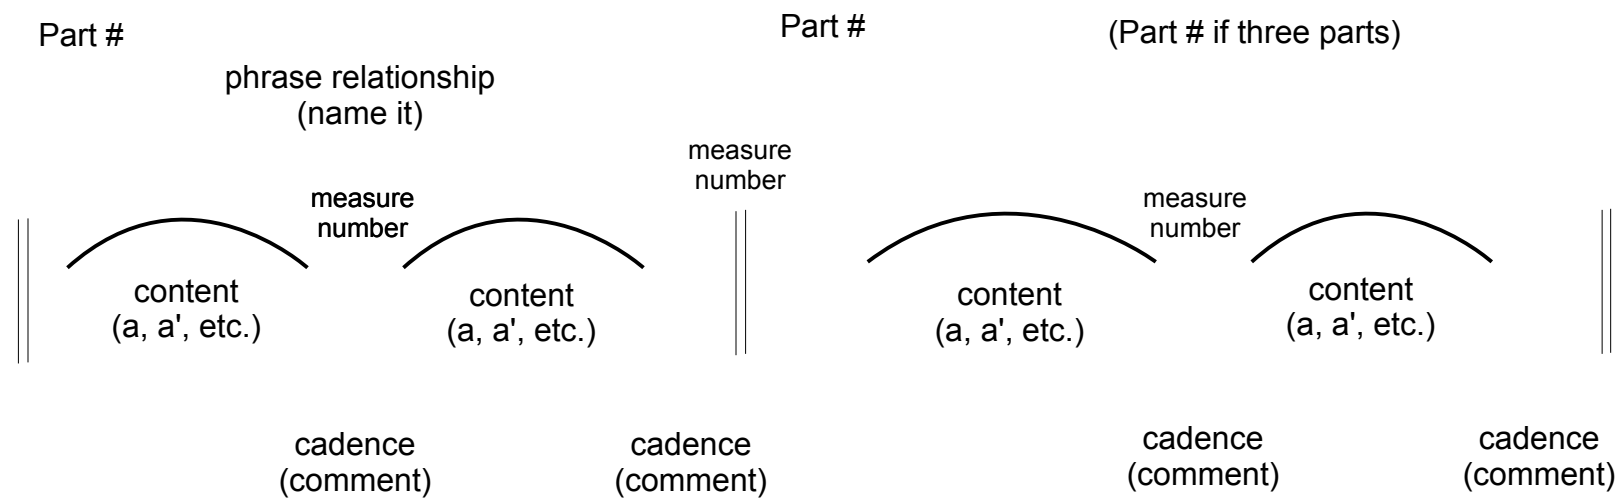 Part #
Part #
(Part # if three parts)
phrase relationship
(name it)
measure
number
measure
number
measure
number
content
(a, a', etc.)
content
(a, a', etc.)
content
(a, a', etc.)
content
(a, a', etc.)
cadence
(comment)
cadence
(comment)
cadence
(comment)
cadence
(comment)